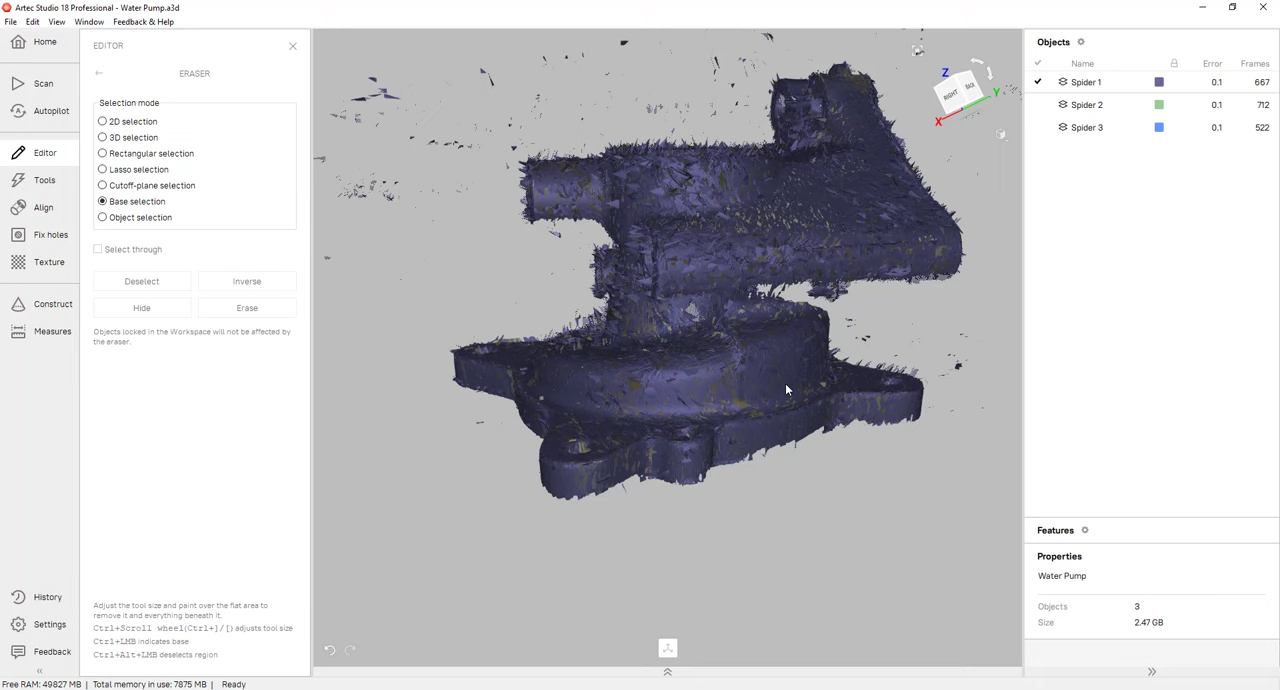 Artec Studio 18 Professional - Water Pump.a3d
File Edit View Window Feedback & Help
Home
Scan
Autopilot
Editor
Tools
Align
Fix holes
Texture
Construct
Measures
History
Settings
Feedback
EDITOR
ERASER
Selection mode
2D selection
3D selection
Rectangular selection
Lasso selection
Cutoff-plane selection
Base selection
Object selection
Select through
Deselect Inverse
Hide Erase
Objects locked in the Workspace will not be affected by
the eraser.
Adjust the tool size and paint over the flat area to
remove it and everything beneath it.
Ctrl+Scroll wheel(Ctrl+]/[) adjusts tool size
Ctrl+LMB indicates base
Ctrl+Alt+LMB deselects region
Z
RIGHT BACK
Y
X
Objects
Name Error Frames
Spider 1 0.1 667
Spider 2 0.1 712
Spider 3 0.1 522
Features
Properties
Water Pump
Objects 3
Size 2.47 GB
Free RAM: 49827 MB | Total memory in use: 7875 MB | Ready